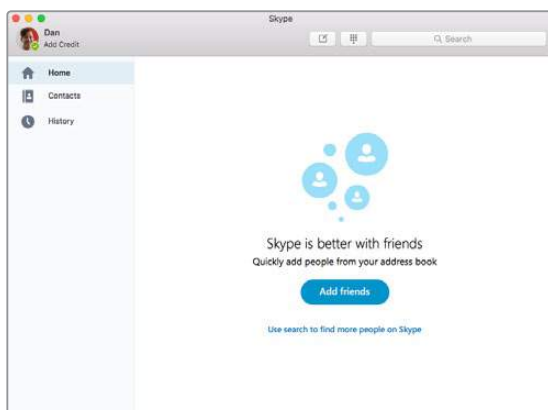 Skype
Dan
Add Credit
Search
Home
Contacts
History
Skype is better with friends
Quickly add people from your address book
Add friends
Use search to find more people on Skype